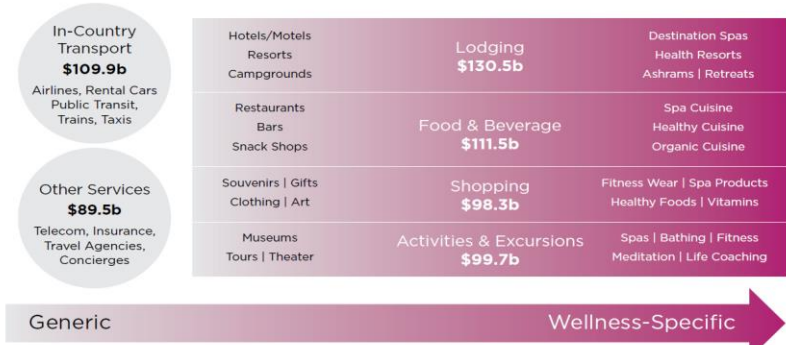 In-Country
Transport
$109.9b
Airlines, Rental Cars
Public Transit,
Trains, Taxis
Other Services
$89.5b
Telecom, Insurance,
Travel Agencies,
Concierges
Hotels/Motels
Resorts
Campgrounds
Lodging
$130.5b
Destination Spas
Health Resorts
Ashrams | Retreats
Restaurants
Bars
Snack Shops
Food & Beverage
$111.5b
Spa Cuisine
Healthy Cuisine
Organic Cuisine
Souvenirs | Gifts
Clothing | Art
Shopping
$98.3b
Fitness Wear | Spa Products
Healthy Foods | Vitamins
Museums
Tours | Theater
Activities & Excursions
$99.7b
Spas | Bathing | Fitness
Meditation | Life Coaching
Generic
Wellness-Specific